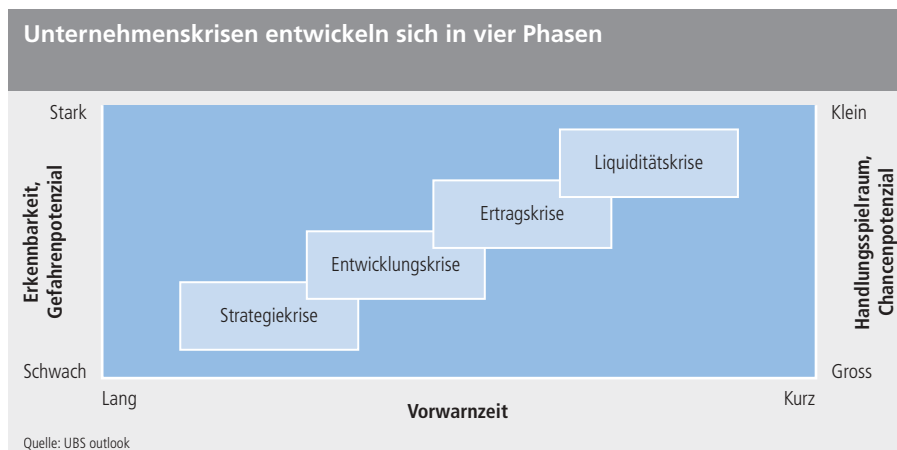 Unternehmenskrisen entwickeln sich in vier Phasen
Stark
Klein
Erkennbarkeit,
Gefahrenpotenzial
Handlungsspielraum,
Chancenpotenzial
Liquiditätskrise
Ertragskrise
Entwicklungskrise
Strategiekrise
Schwach
Gross
Lang
Vorwarnzeit
Kurz
Quelle: UBS outlook